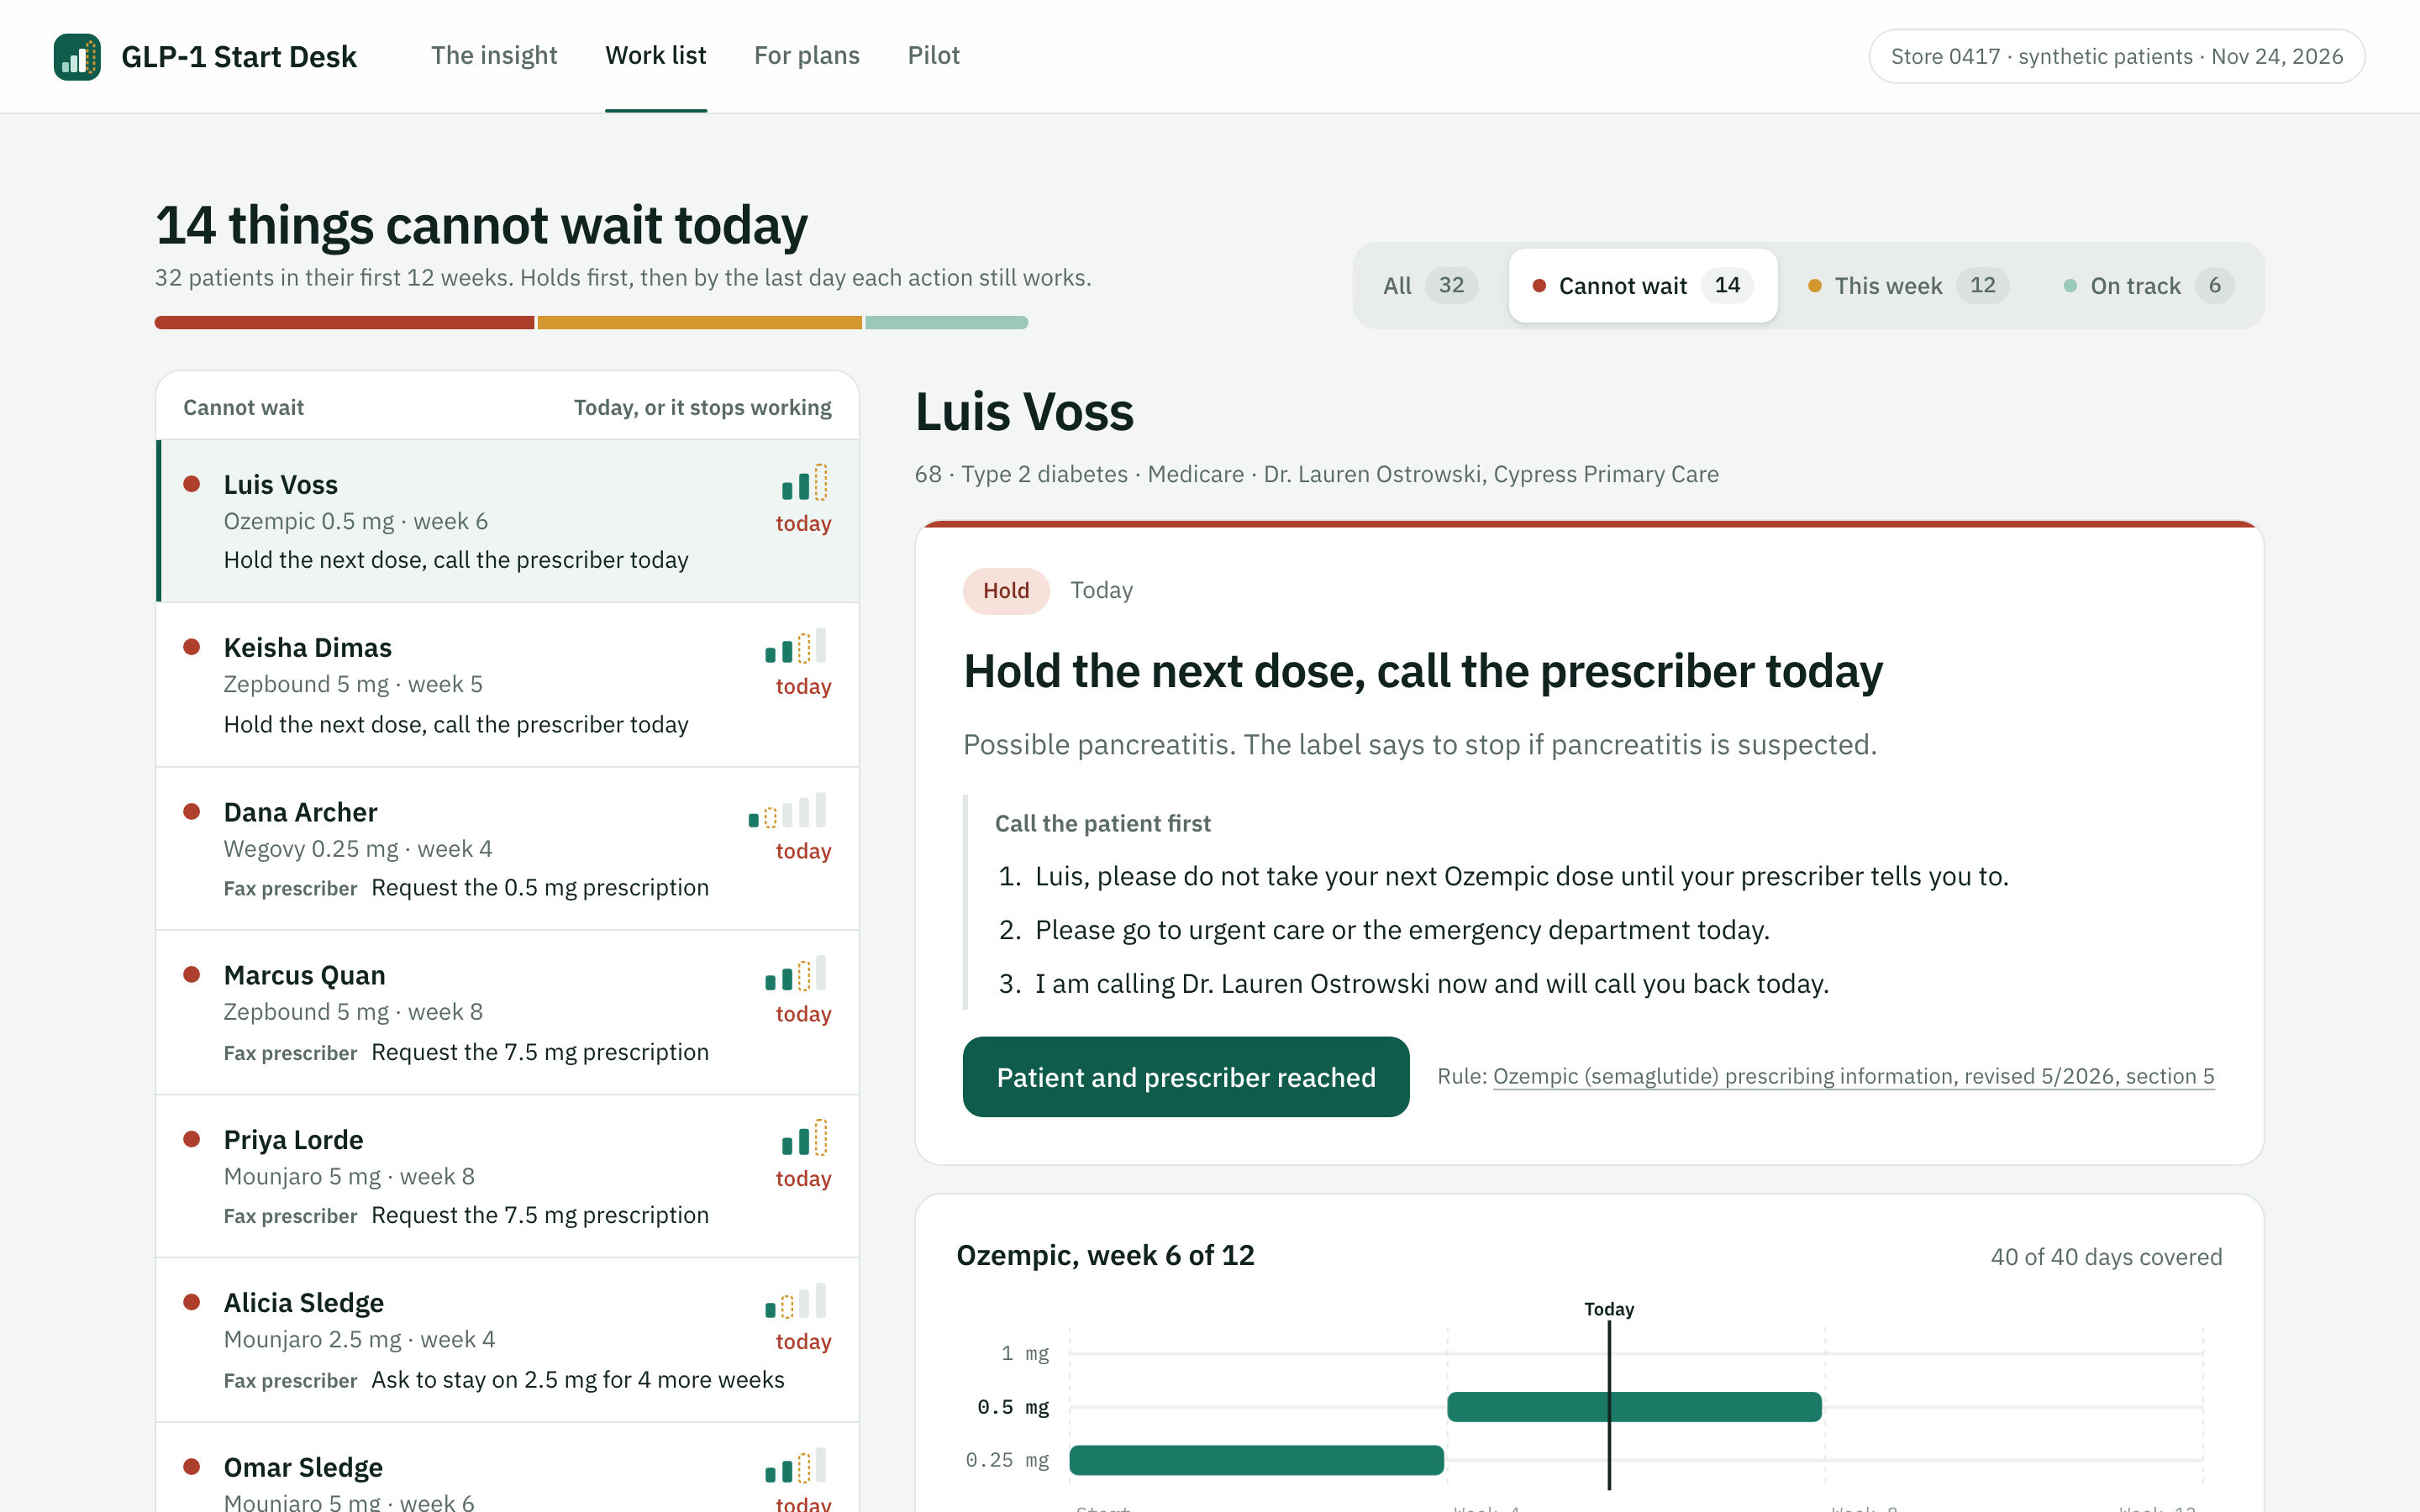 GLP-1 Start Desk
The insight
Work list
For plans
Pilot
Store 0417 · synthetic patients · Nov 24, 2026
14 things cannot wait today
32 patients in their first 12 weeks. Holds first, then by the last day each action still works.
All 32
Cannot wait 14
This week 12
On track 6
Cannot wait
Today, or it stops working
Luis Voss
Ozempic 0.5 mg · week 6
today
Hold the next dose, call the prescriber today
Keisha Dimas
Zepbound 5 mg · week 5
today
Hold the next dose, call the prescriber today
Dana Archer
Wegovy 0.25 mg · week 4
today
Fax prescriber Request the 0.5 mg prescription
Marcus Quan
Zepbound 5 mg · week 8
today
Fax prescriber Request the 7.5 mg prescription
Priya Lorde
Mounjaro 5 mg · week 8
today
Fax prescriber Request the 7.5 mg prescription
Alicia Sledge
Mounjaro 2.5 mg · week 4
today
Fax prescriber Ask to stay on 2.5 mg for 4 more weeks
Omar Sledge
Mounjaro 5 mg · week 6
today
Luis Voss
68 · Type 2 diabetes · Medicare · Dr. Lauren Ostrowski, Cypress Primary Care
Hold
Today
Hold the next dose, call the prescriber today
Possible pancreatitis. The label says to stop if pancreatitis is suspected.
Call the patient first
1. Luis, please do not take your next Ozempic dose until your prescriber tells you to.
2. Please go to urgent care or the emergency department today.
3. I am calling Dr. Lauren Ostrowski now and will call you back today.
Patient and prescriber reached
Rule: Ozempic (semaglutide) prescribing information, revised 5/2026, section 5
Ozempic, week 6 of 12
40 of 40 days covered
Today
1 mg
0.5 mg
0.25 mg